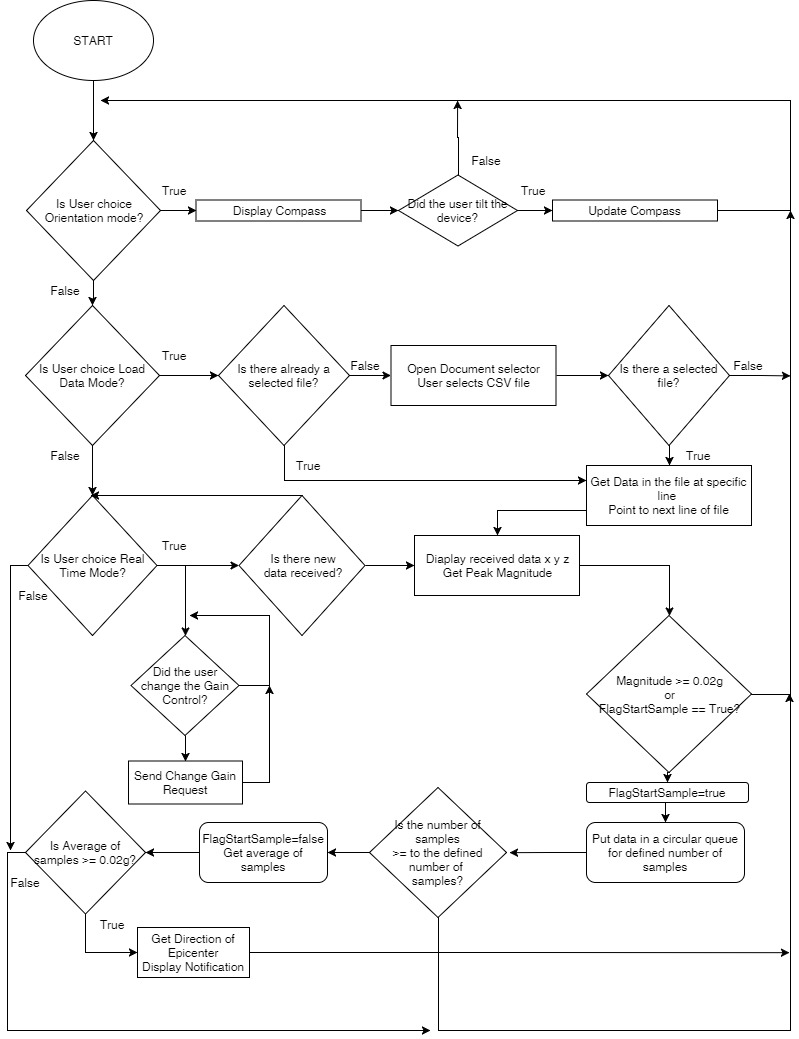 START
False
True
True
Is User choice
Orientation mode?
Display Compass
Did the user tilt the
device?
Update Compass
False
True
False
False
Is User choice Load
Data Mode?
Is there already a
selected file?
Open Document selector
User selects CSV file
Is there a selected
file?
False
True
True
Get Data in the file at specific
line
Point to next line of file
True
Is User choice Real
Time Mode?
Is there new
data received?
Diaplay received data x y z
Get Peak Magnitude
False
Did the user
change the Gain
Control?
Magnitude >= 0.02g
or
FlagStartSample == True?
Send Change Gain
Request
FlagStartSample=true
Is Average of
samples >= 0.02g?
FlagStartSample=false
Get average of
samples
Is the number of
samples
>= to the defined
number of
samples?
Put data in a circular queue
for defined number of
samples
False
True
Get Direction of
Epicenter
Display Notification